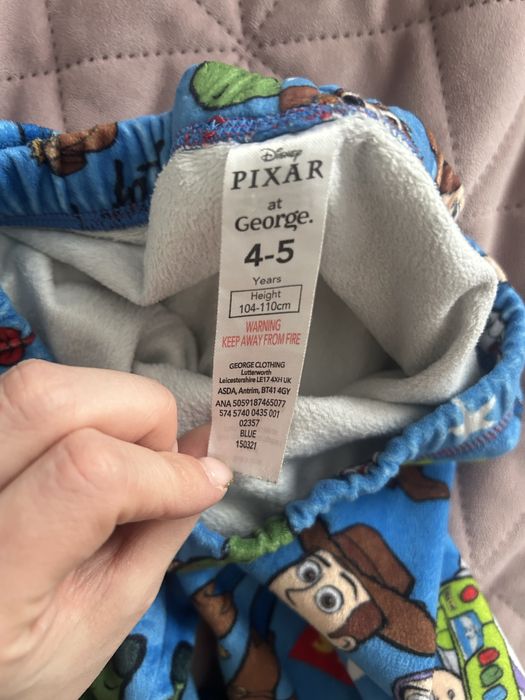 Disney
PIXAR
at
George.
4-5
Years
Height
104-110cm
WARNING
KEEP AWAY FROM FIRE
GEORGE CLOTHING
Lutterworth
Leicestershire LE17 4XH UK
ASDA, Antrim, BT41 4GY
ANA 5059187465077
574 5740 0435 001
02357
BLUE
150321